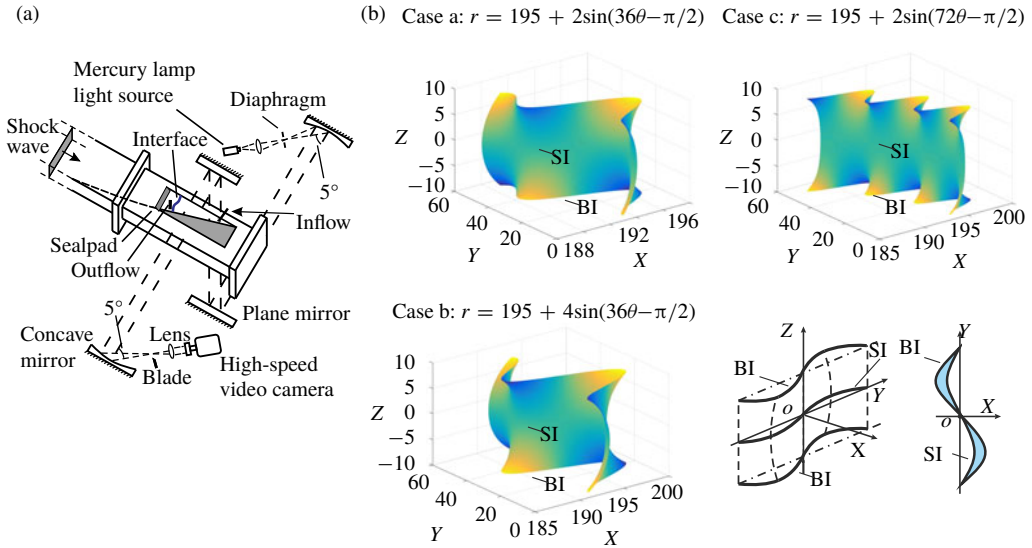 (a)
Mercury lamp
light source
Diaphragm
Shock
wave
Interface
5°
Inflow
Sealpad
Outflow
5°
Plane mirror
Concave
mirror
Lens
Blade
High-speed
video camera
(b)
Case a: r = 195 + 2sin(36θ−π/2)
10
5
Z 0
−5
−10
60
40
20
0
Y
188
192
196
X
SI
BI
Case c: r = 195 + 2sin(72θ−π/2)
10
5
Z 0
−5
−10
60
40
20
0
Y
185
190
195
200
X
SI
BI
Case b: r = 195 + 4sin(36θ−π/2)
10
5
Z 0
−5
−10
60
40
20
0
Y
185
190
195
200
X
SI
BI
Z
SI
BI
Y
o
X
BI
Y
BI
X
o
SI